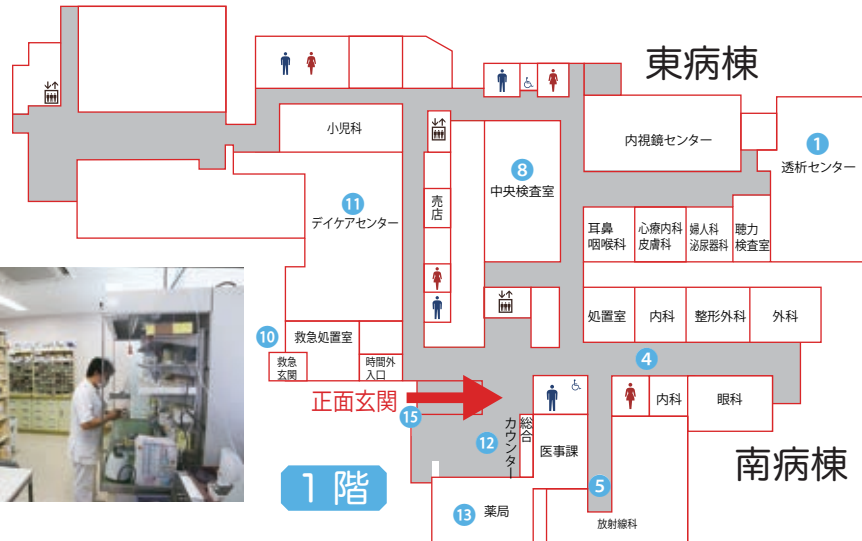 東病棟
小児科
内視鏡センター
1
透析センター
8
中央検査室
11
デイケアセンター
売店
耳鼻
咽喉科
心療内科
皮膚科
婦人科
泌尿器科
聴力
検査室
処置室
内科
整形外科
外科
10
救急処置室
救急
玄関
時間外
入口
4
正面玄関
15
内科
眼科
12
総合
カウンター
医事課
南病棟
1階
5
13
薬局
放射線科